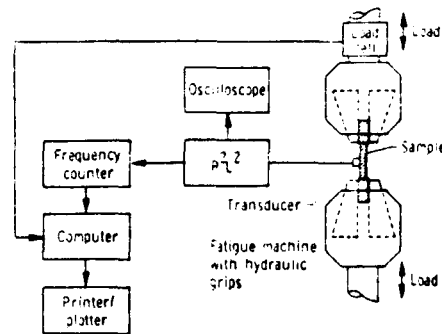 Load
cell
Load
Oscilloscope
Frequency
counter
Sample
Transducer
Computer
Fatigue machine
with hydraulic
grips
Load
Printer/
plotter